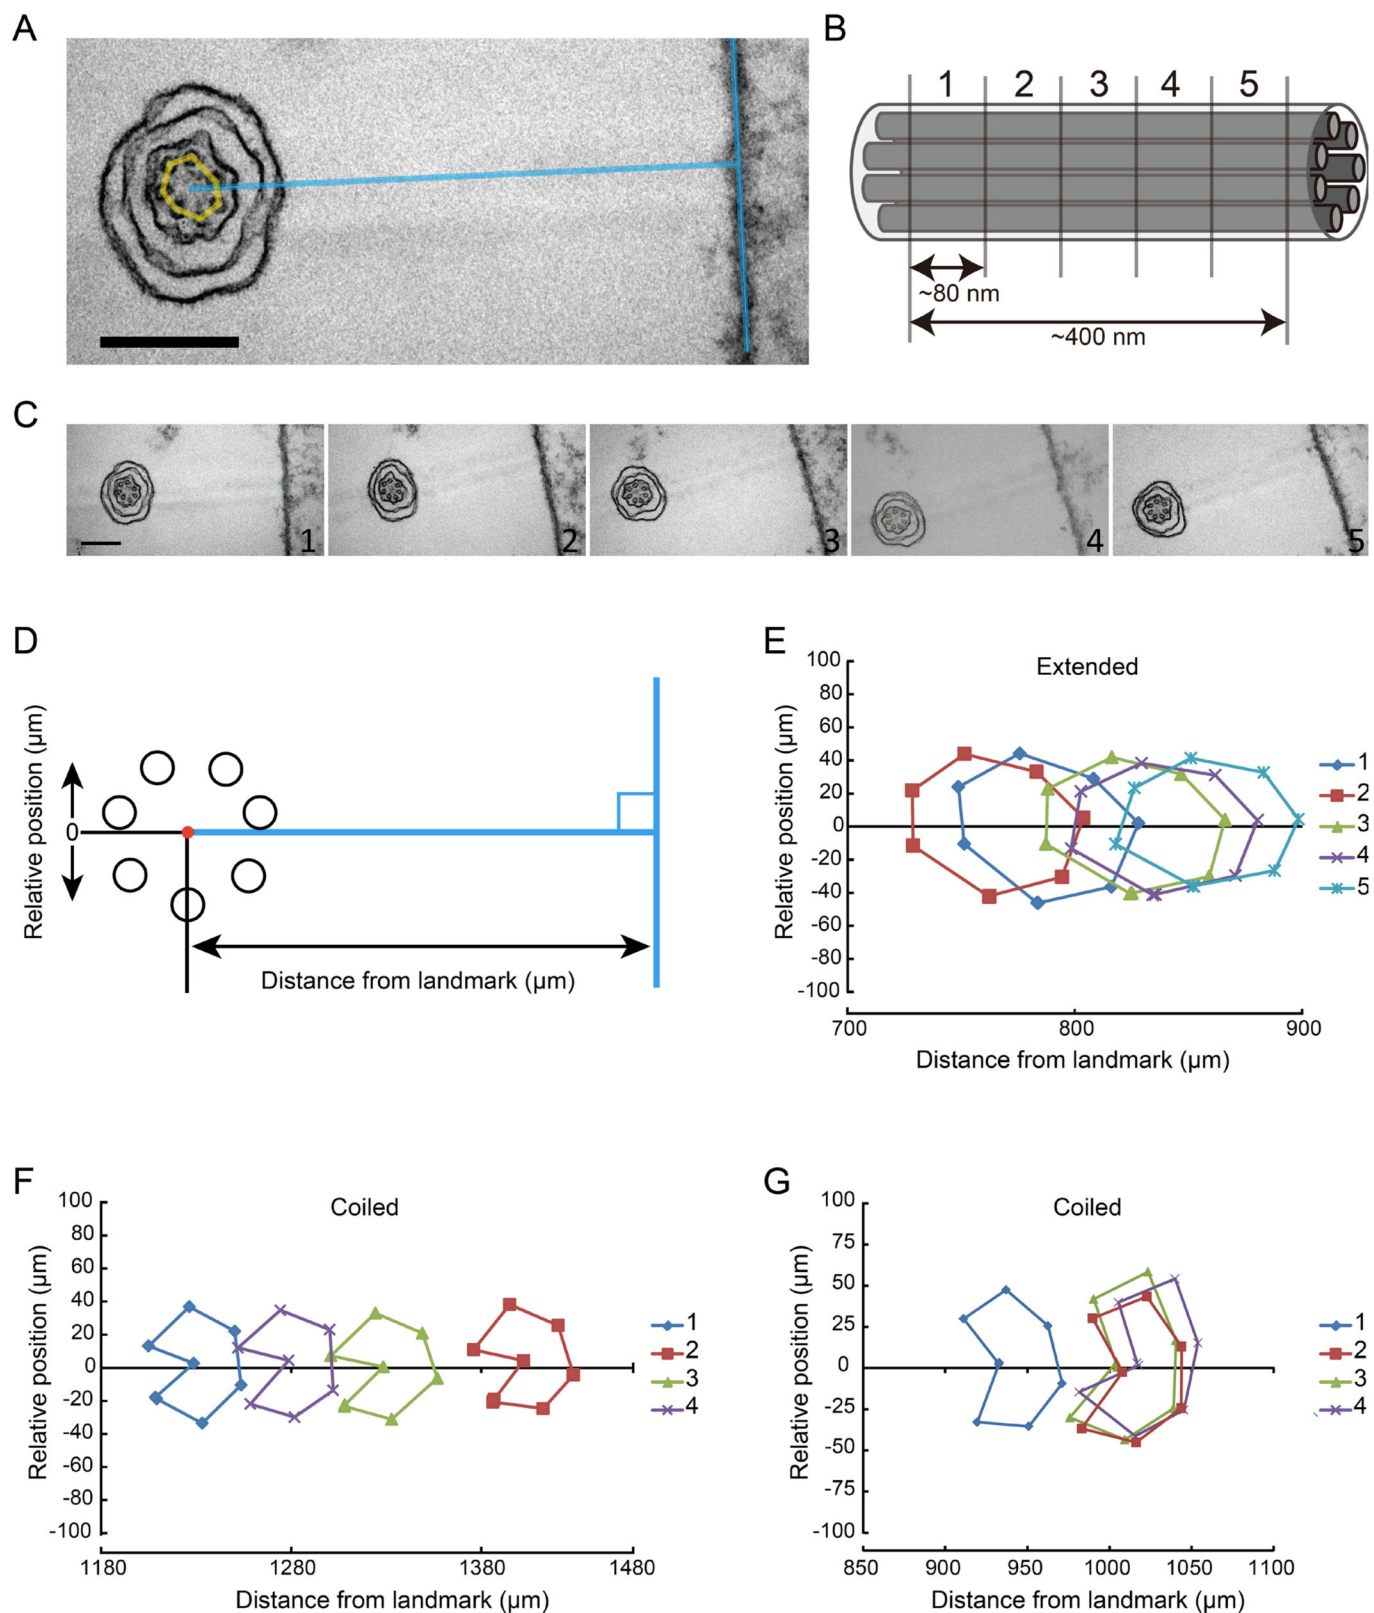 A
B
1 2 3 4 5
~80 nm
~400 nm
C
1 2 3 4 5
D
Relative position (µm)
0
Distance from landmark (µm)
E
Extended
Relative position (µm)
100
80
60
40
20
0
-20
-40
-60
-80
-100
700 800 900
Distance from landmark (µm)
1
2
3
4
5
F
Coiled
Relative position (µm)
100
80
60
40
20
0
-20
-40
-60
-80
-100
1180 1280 1380 1480
Distance from landmark (µm)
1
2
3
4
G
Coiled
Relative position (µm)
100
75
50
25
0
-25
-50
-75
-100
850 900 950 1000 1050 1100
Distance from landmark (µm)
1
2
3
4